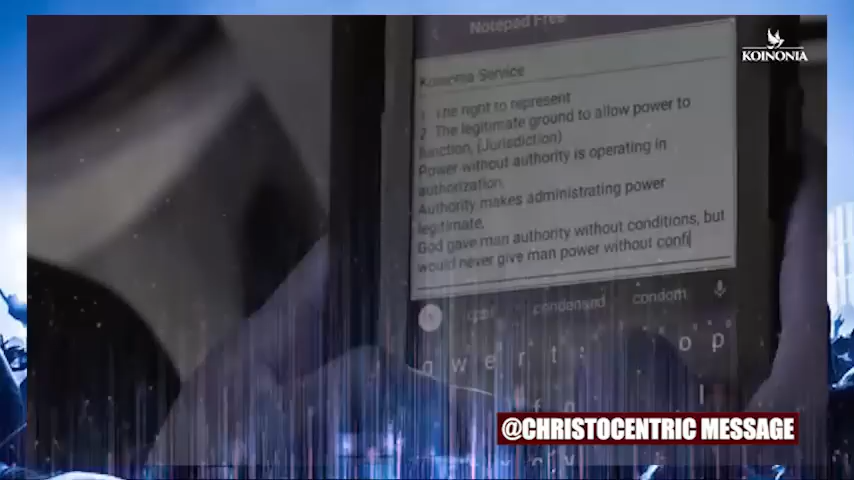 Notepad Free
KOINONIA
Koinonia Service
1 The right to represent
2 The legitimate ground to allow power to
function, (Jurisdiction)
Power without authority is operating in
authorization,
Authority makes administrating power
legitimate,
God gave man authority without conditions, but
would never give man power without confi
condensed condom
q w e r t o p
@CHRISTOCENTRIC MESSAGE